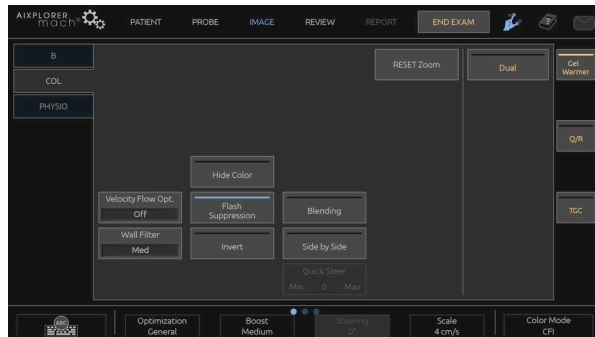 AIXPLORER
mach
PATIENT
PROBE
IMAGE
REVIEW
REPORT
END EXAM
B
COL
PHYSIO
RESET Zoom
Dual
Gel
Warmer
Q/R
TGC
Hide Color
Velocity Flow Opt.
Off
Flash
Suppression
Blending
Wall Filter
Med
Invert
Side by Side
Quick Steer
Min 0 Max
ABC
Optimization
General
Boost
Medium
Steering
Scale
4 cm/s
Color Mode
CFI